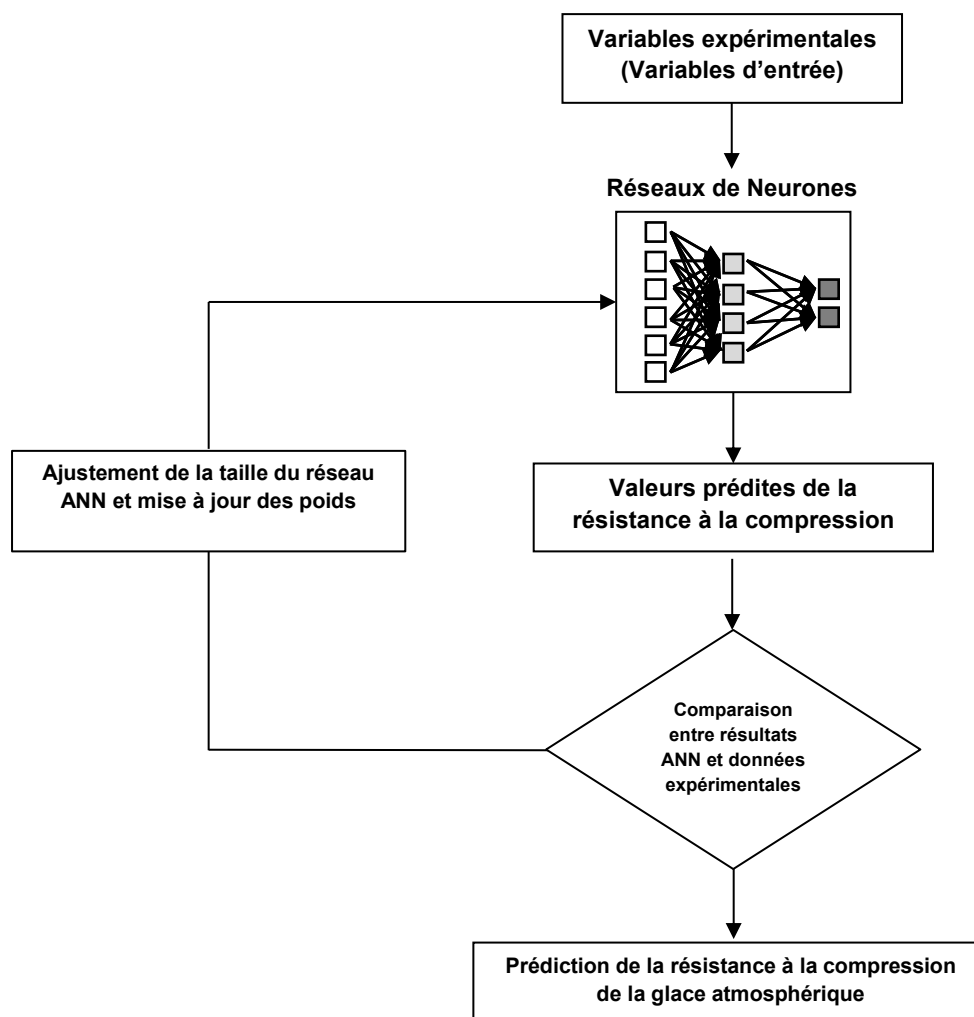 Variables expérimentales
(Variables d'entrée)
Réseaux de Neurones
Ajustement de la taille du réseau
ANN et mise à jour des poids
Valeurs prédites de la
résistance à la compression
Comparaison
entre résultats
ANN et données
expérimentales
Prédiction de la résistance à la compression
de la glace atmosphérique